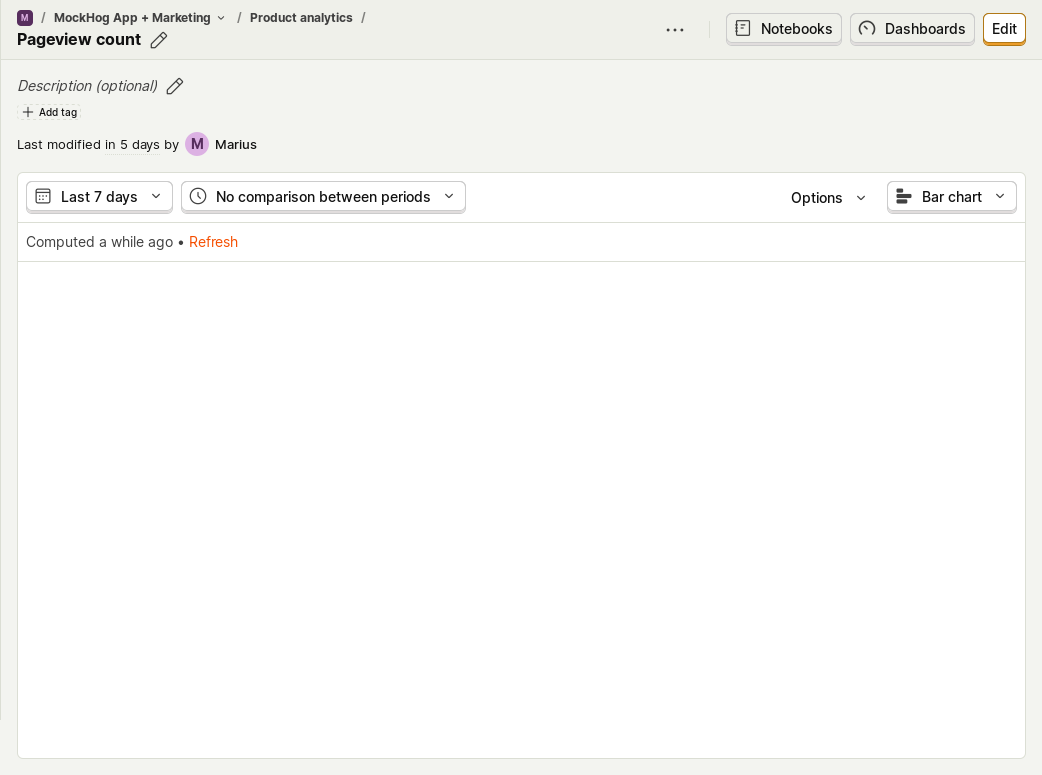 M / MockHog App + Marketing / Product analytics /
Pageview count
Notebooks
Dashboards
Edit
Description (optional)
Add tag
Last modified in 5 days by M Marius
Last 7 days
No comparison between periods
Options
Bar chart
Computed a while ago • Refresh